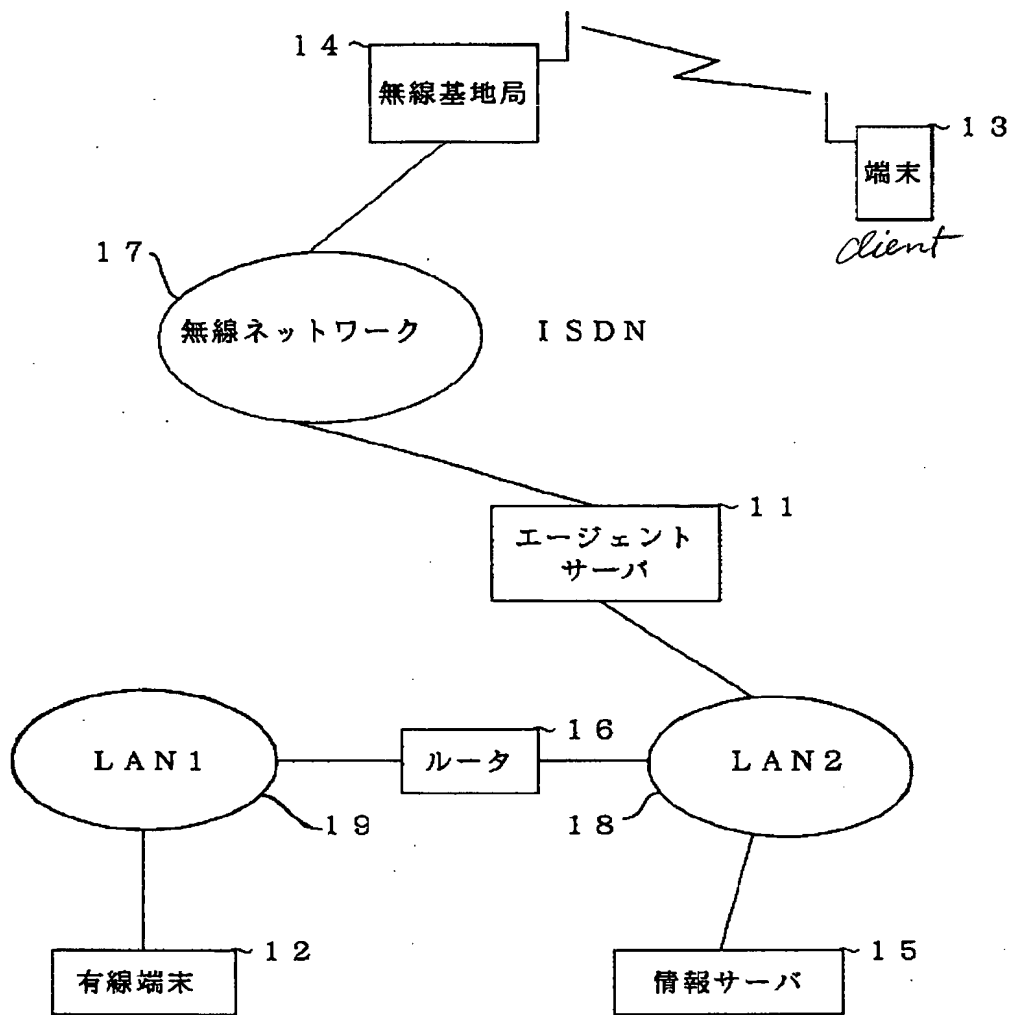 １４
無線基地局
１３
端末
client
１７
無線ネットワーク
ＩＳＤＮ
１１
エージェント
サーバ
１６
ＬＡＮ１
ルータ
ＬＡＮ２
１９
１８
１２
有線端末
１５
情報サーバ